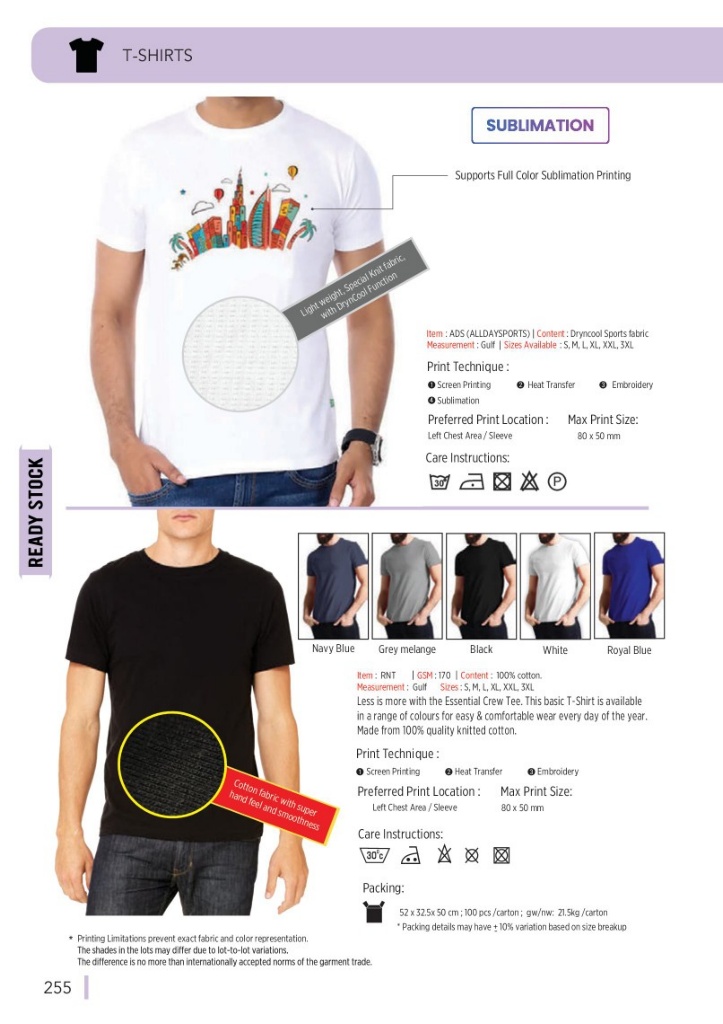 T-SHIRTS
SUBLIMATION
Supports Full Color Sublimation Printing
Light weight, Special Knit fabric,
with DrynCool Function
Item : ADS (ALLDAYSPORTS) | Content : Dryncool Sports fabric
Measurement : Gulf | Sizes Available : S, M, L, XL, XXL, 3XL
Print Technique :
❶ Screen Printing ❷ Heat Transfer ❸ Embroidery
❹ Sublimation
Preferred Print Location : Max Print Size:
Left Chest Area / Sleeve 80 x 50 mm
Care Instructions:
30° P
READY STOCK
Navy Blue Grey melange Black White Royal Blue
Item : RNT | GSM : 170 | Content : 100% cotton.
Measurement : Gulf Sizes : S, M, L, XL, XXL, 3XL
Less is more with the Essential Crew Tee. This basic T-Shirt is available
in a range of colours for easy & comfortable wear every day of the year.
Made from 100% quality knitted cotton.
Print Technique :
❶ Screen Printing ❷ Heat Transfer ❸ Embroidery
Preferred Print Location : Max Print Size:
Left Chest Area / Sleeve 80 x 50 mm
Cotton fabric with super
hand feel and smoothness
Care Instructions:
30°c
Packing:
52 x 32.5x 50 cm ; 100 pcs /carton ; gw/nw: 21.5kg /carton
* Packing details may have ± 10% variation based on size breakup
* Printing Limitations prevent exact fabric and color representation.
The shades in the lots may differ due to lot-to-lot variations.
The difference is no more than internationally accepted norms of the garment trade.
255